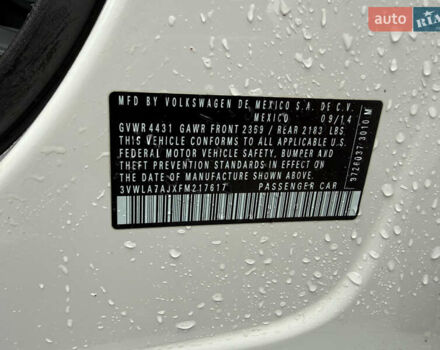 auto RIA
MFD BY VOLKSWAGEN DE MEXICO S.A. DE C.V.
MEXICO 09/14
GVWR 4431 GAWR FRONT 2359 / REAR 2183 LBS.
THIS VEHICLE CONFORMS TO ALL APPLICABLE U.S.
FEDERAL MOTOR VEHICLE SAFETY, BUMPER, AND
THEFT PREVENTION STANDARDS IN EFFECT ON
THE DATE OF MANUFACTURE SHOWN ABOVE.
3VWLA7AJXFM217617 PASSENGER CAR
3726037 3010 M